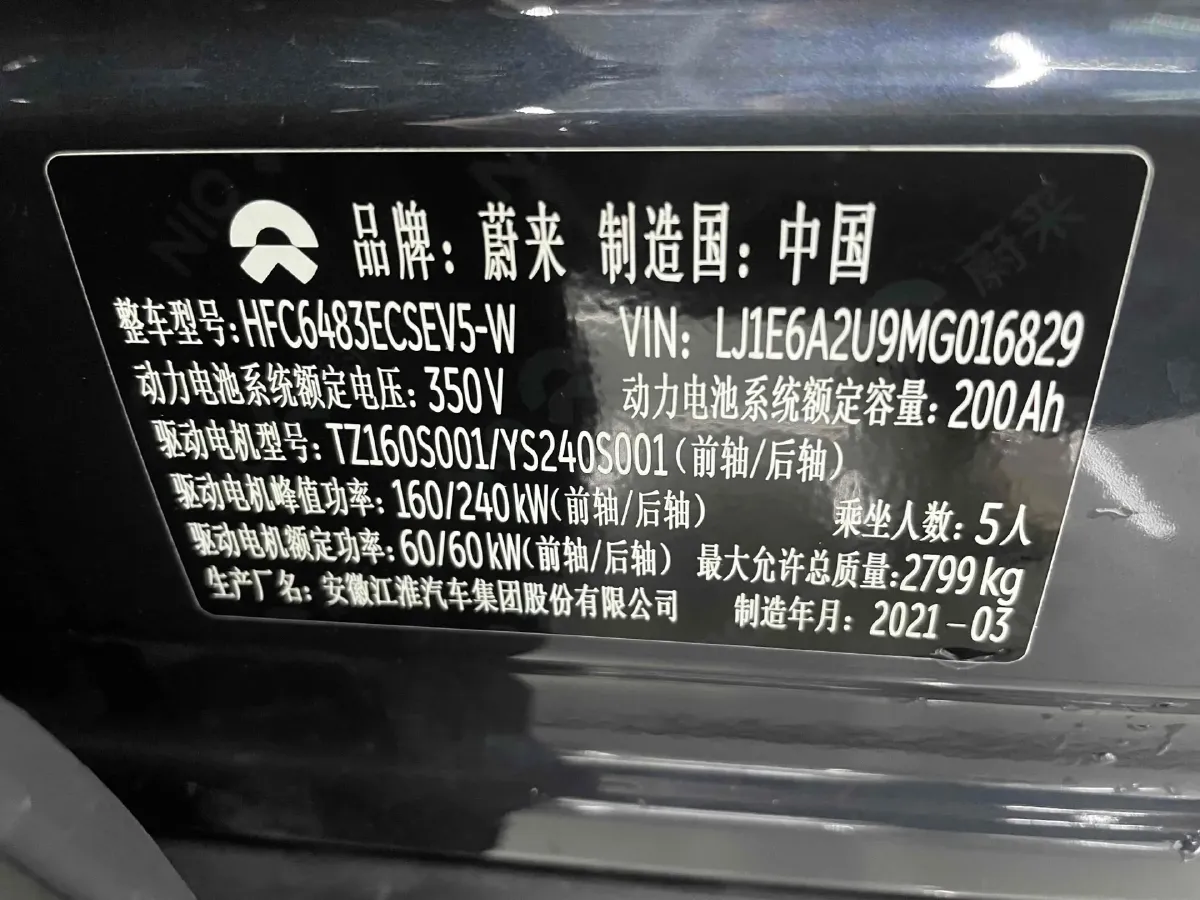 品牌：蔚来 制造国：中国
整车型号：HFC6483ECSEV5-W VIN：LJ1E6A2U9MG016829
动力电池系统额定电压：350V 动力电池系统额定容量：200Ah
驱动电机型号：TZ160S001/YS240S001（前轴/后轴）
驱动电机峰值功率：160/240kW（前轴/后轴） 乘坐人数：5人
驱动电机额定功率：60/60kW（前轴/后轴） 最大允许总质量：2799kg
生产厂名：安徽江淮汽车集团股份有限公司 制造年月：2021-03
NIO
蔚来